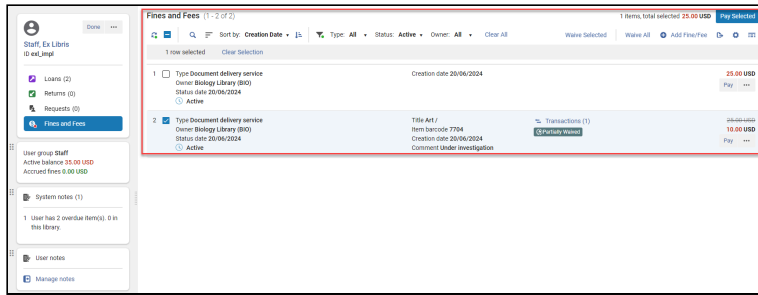 Done
Staff, Ex Libris
ID exl_impl
Loans (2)
Returns (0)
Requests (0)
Fines and Fees
User group Staff
Active balance 35.00 USD
Accrued fines 0.00 USD
System notes (1)
1 User has 2 overdue item(s). 0 in
this library.
User notes
Manage notes
Fines and Fees (1 - 2 of 2)
1 items, total selected 25.00 USD Pay Selected
Sort by: Creation Date Type: All Status: Active Owner: All Clear All Waive Selected Waive All Add Fine/Fee
1 row selected Clear Selection
1 Type Document delivery service Creation date 20/06/2024 25.00 USD
Owner Biology Library (BIO) Pay
Status date 20/06/2024
Active
2 Type Document delivery service Title Art / Transactions (1) 25.00 USD
Owner Biology Library (BIO) Item barcode 7704 Partially Waived 10.00 USD
Status date 20/06/2024 Creation date 20/06/2024 Pay
Active Comment Under investigation